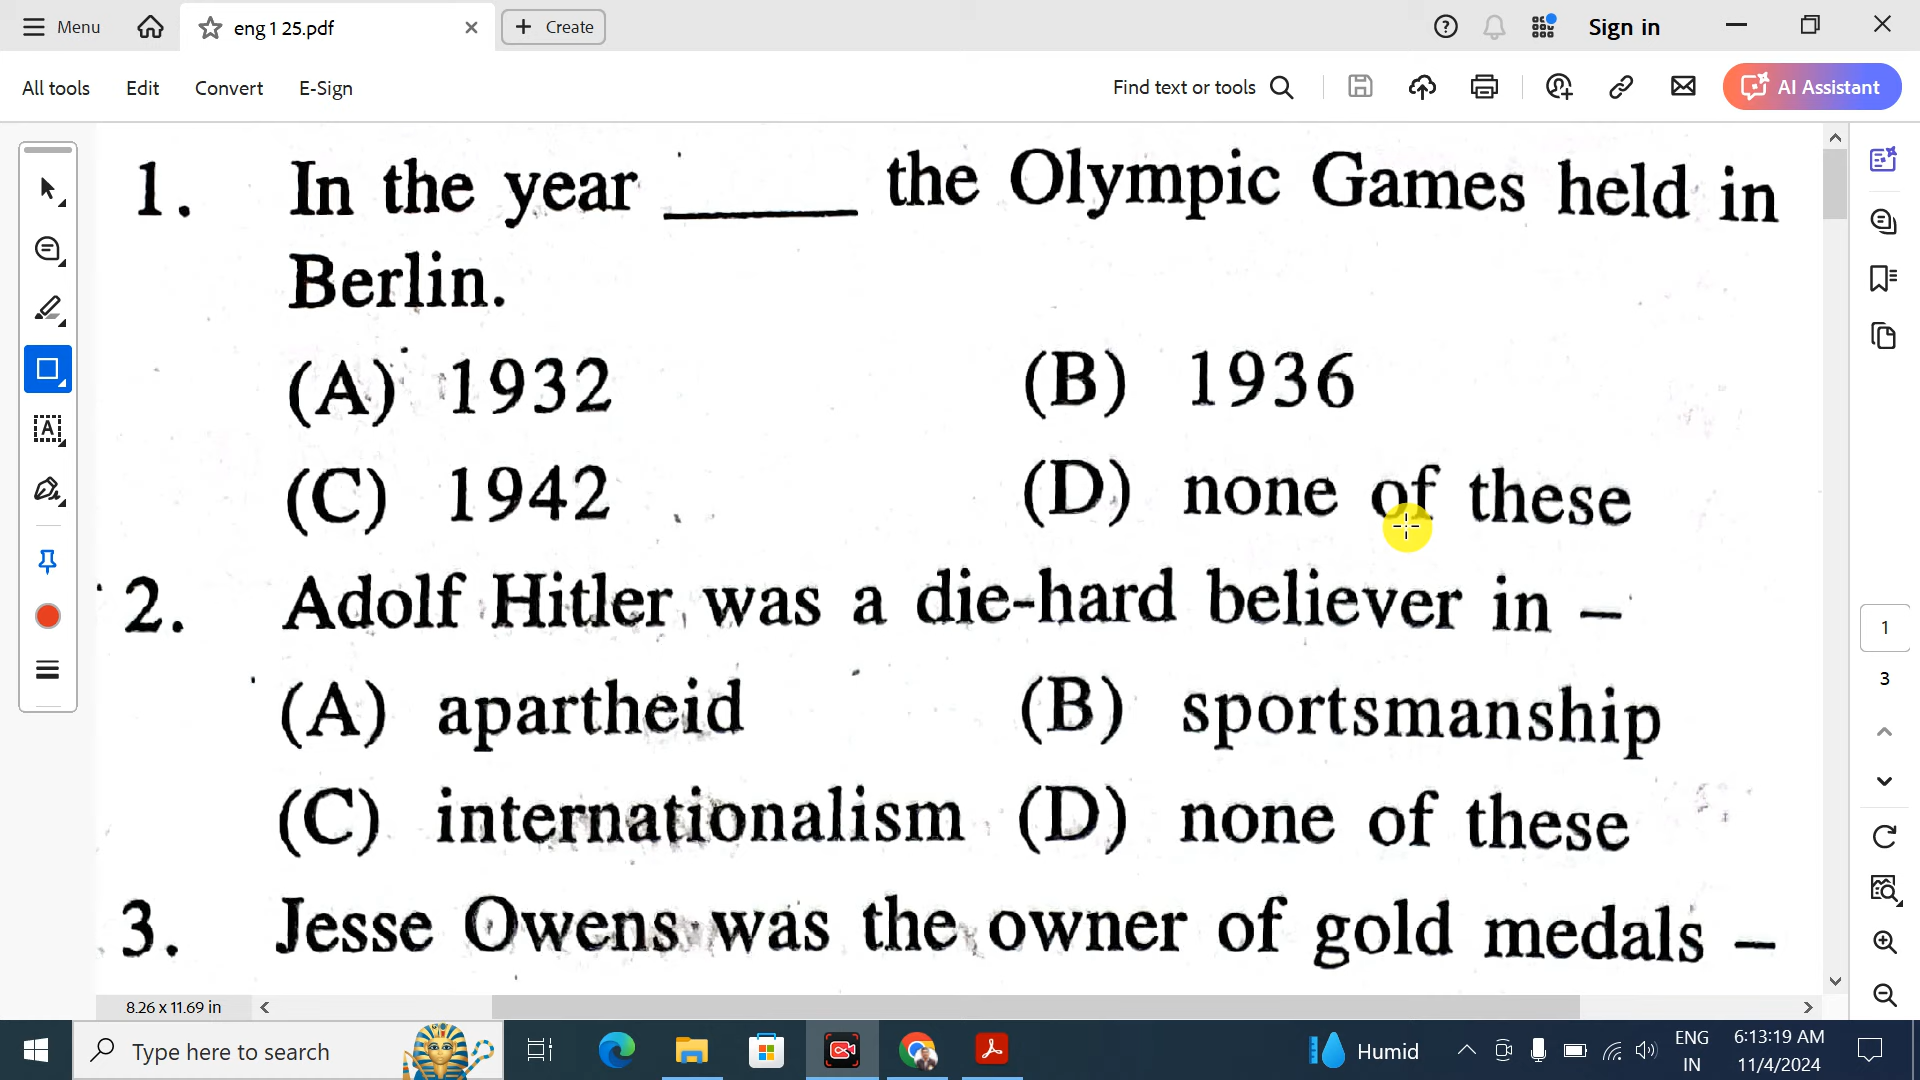 Menu
eng 1 25.pdf
Create
Sign in
All tools
Edit
Convert
E-Sign
Find text or tools
AI Assistant
1. In the year ______ the Olympic Games held in
Berlin.
(A) 1932 (B) 1936
(C) 1942 (D) none of these
2. Adolf Hitler was a die-hard believer in –
(A) apartheid (B) sportsmanship
(C) internationalism (D) none of these
3. Jesse Owens was the owner of gold medals –
1
3
8.26 x 11.69 in
Type here to search
Humid
ENG
IN
6:13:19 AM
11/4/2024